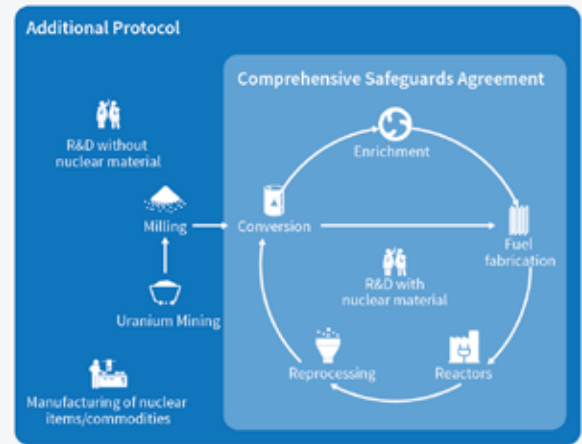 Additional Protocol
Comprehensive Safeguards Agreement
R&D without
nuclear material
Enrichment
Milling
Conversion
Fuel
fabrication
R&D with
nuclear material
Uranium Mining
Reprocessing
Reactors
Manufacturing of nuclear
items/commodities